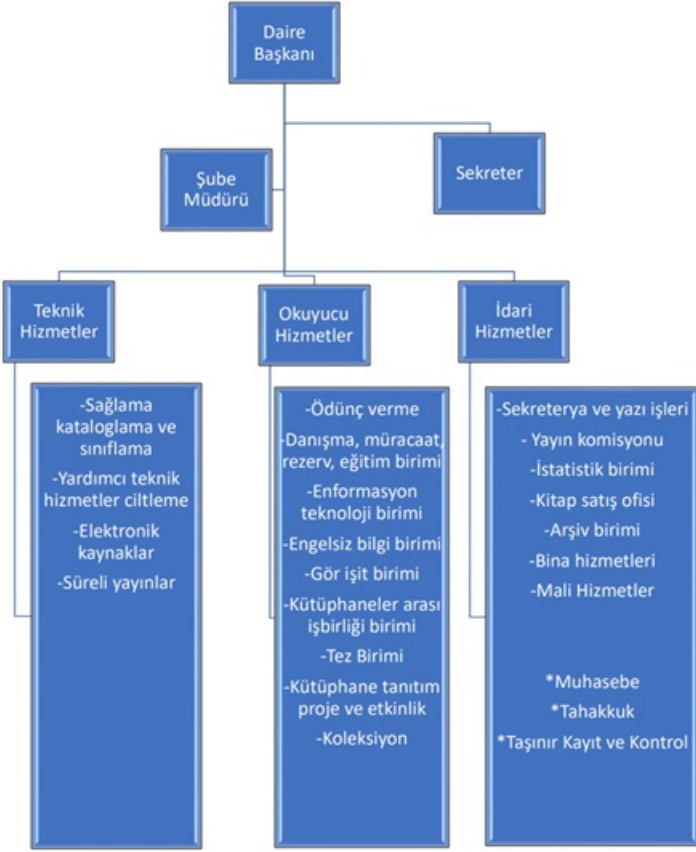 Daire
Başkanı
Sekreter
Şube
Müdürü
Teknik
Hizmetler
Okuyucu
Hizmetler
İdari
Hizmetler
-Sağlama
kataloglama ve
sınıflama
-Yardımcı teknik
hizmetler ciltleme
-Elektronik
kaynaklar
-Süreli yayınlar
-Ödünç verme
-Danışma, müracaat,
rezerv, eğitim birimi
-Enformasyon
teknoloji birimi
-Engelsiz bilgi birimi
-Gör işit birimi
-Kütüphaneler arası
işbirliği birimi
-Tez Birimi
-Kütüphane tanıtım
proje ve etkinlik
-Koleksiyon
-Sekreterya ve yazı işleri
- Yayın komisyonu
-İstatistik birimi
-Kitap satış ofisi
-Arşiv birimi
-Bina hizmetleri
-Mali Hizmetler
*Muhasebe
*Tahakkuk
*Taşınır Kayıt ve Kontrol